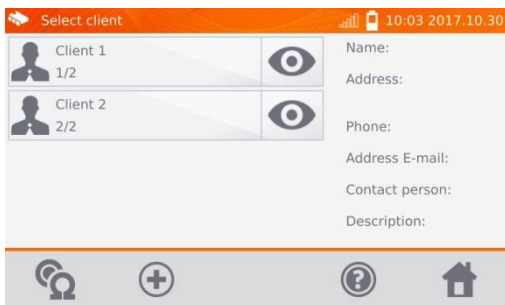 Select client
10:03 2017.10.30
Client 1
1/2
Client 2
2/2
Name:
Address:
Phone:
Address E-mail:
Contact person:
Description:
Ω
?